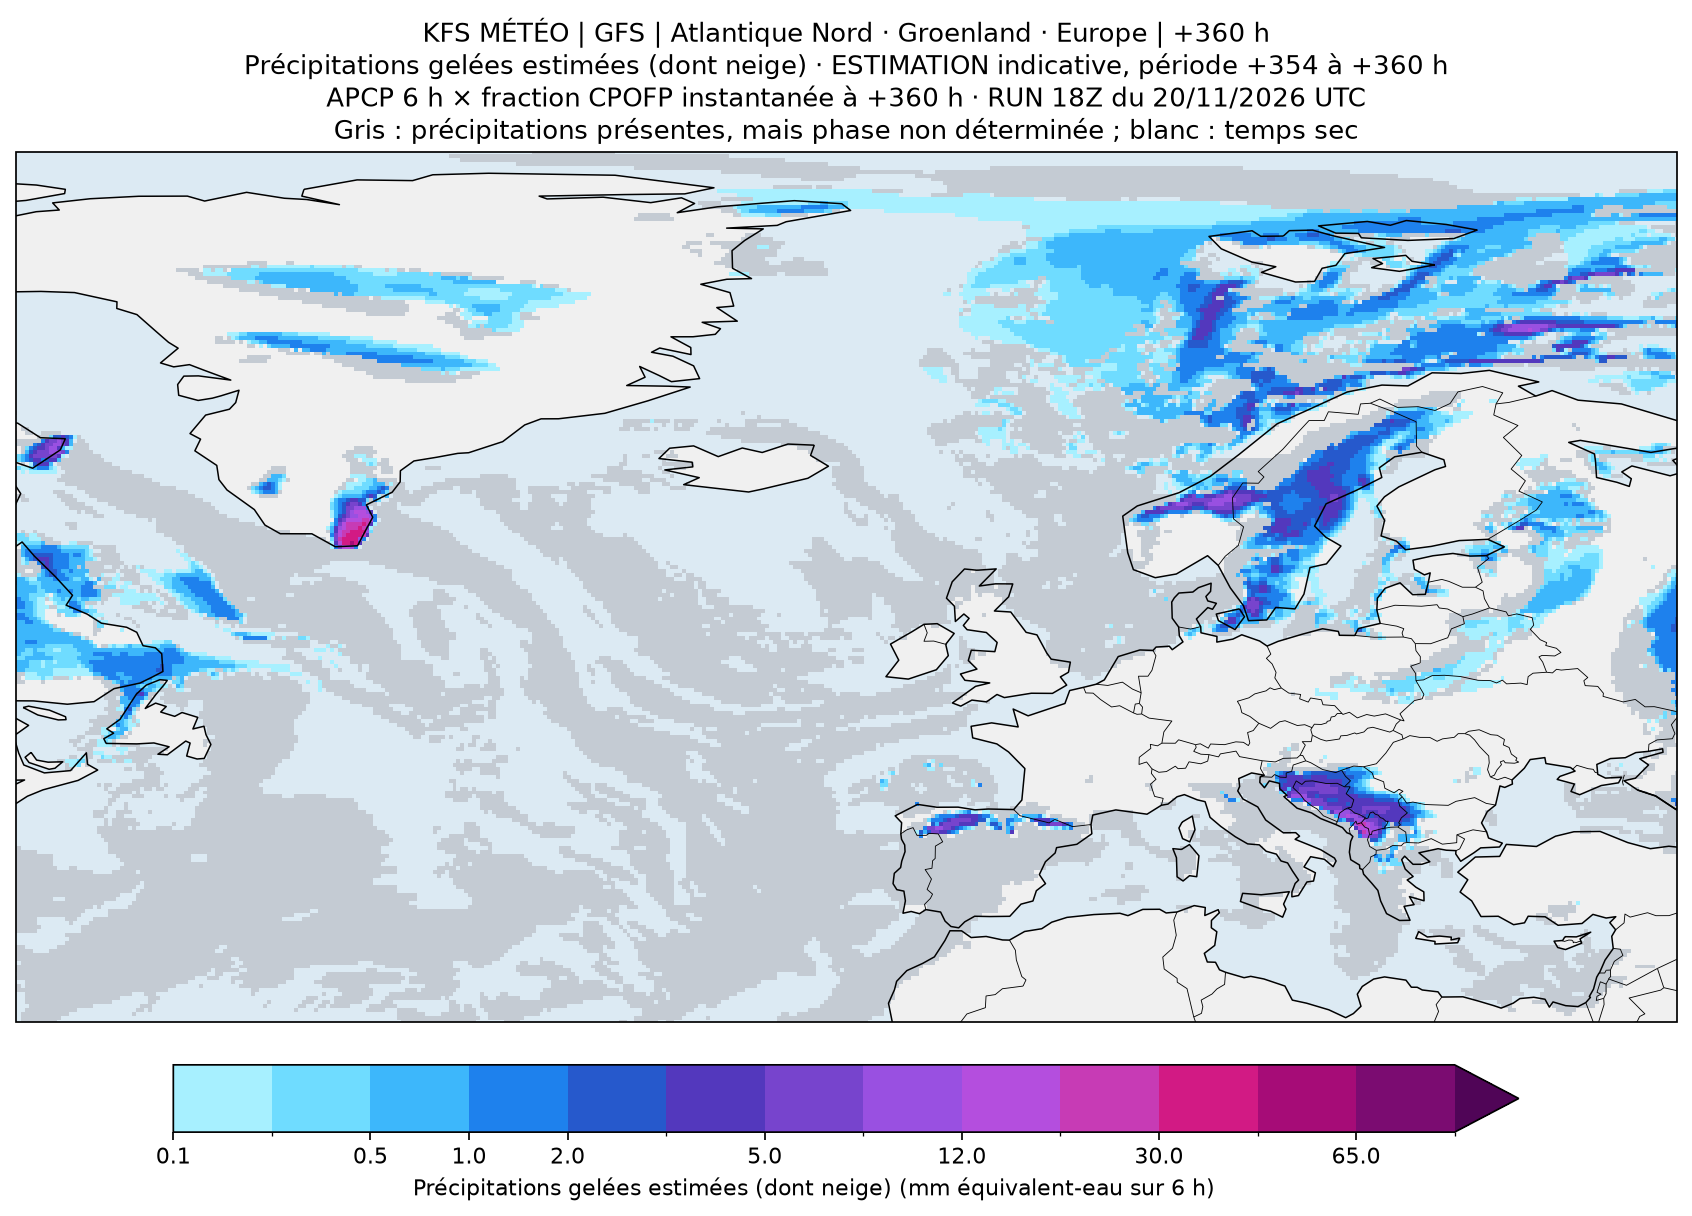 KFS MÉTÉO | GFS | Atlantique Nord · Groenland · Europe | +360 h
Précipitations gelées estimées (dont neige) · ESTIMATION indicative, période +354 à +360 h
APCP 6 h × fraction CPOFP instantanée à +360 h · RUN 18Z du 20/11/2026 UTC
Gris : précipitations présentes, mais phase non déterminée ; blanc : temps sec
0.1 0.5 1.0 2.0 5.0 12.0 30.0 65.0
Précipitations gelées estimées (dont neige) (mm équivalent-eau sur 6 h)